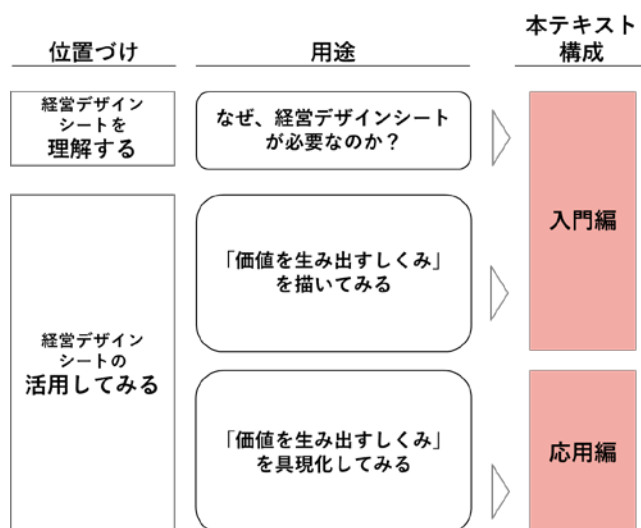 位置づけ
用途
本テキスト
構成
経営デザイン
シートを
理解する
なぜ、経営デザインシート
が必要なのか？
入門編
「価値を生み出すしくみ」
を描いてみる
経営デザイン
シートの
活用してみる
「価値を生み出すしくみ」
を具現化してみる
応用編